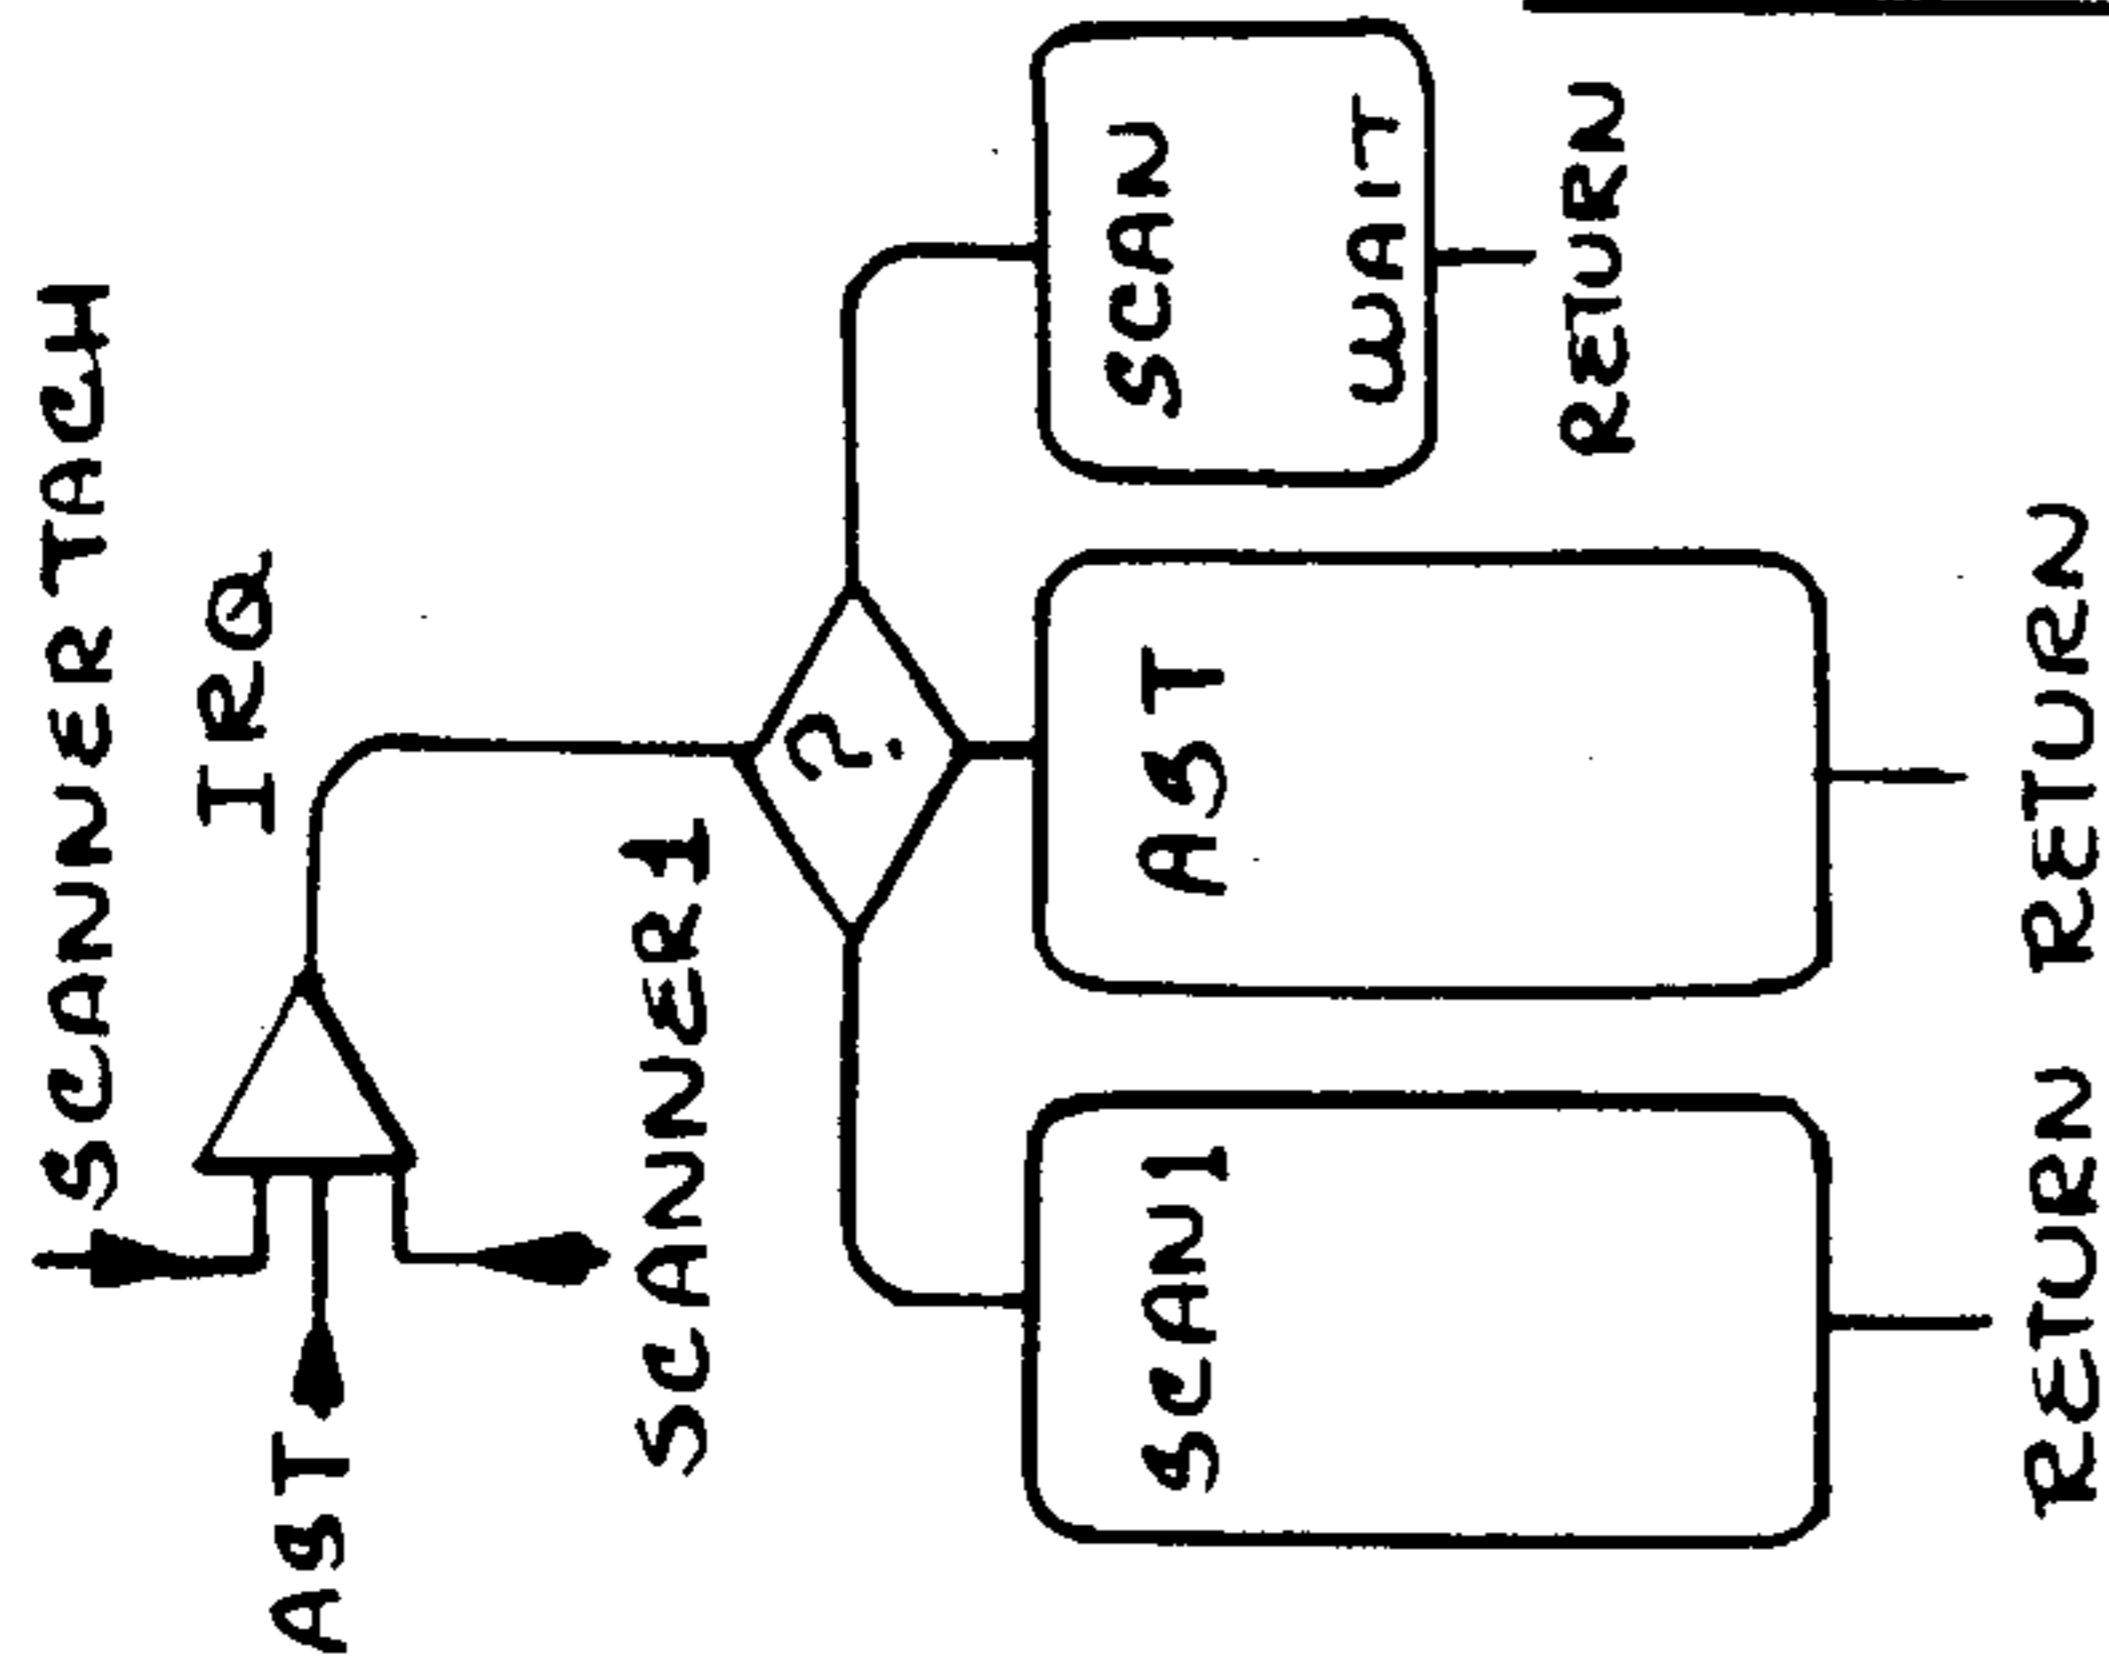 SCANNER TACH
IRQ
AST
SCANNER1
?
SCAN1
AST
SCAN
WAIT
RETURN
RETURN
RETURN